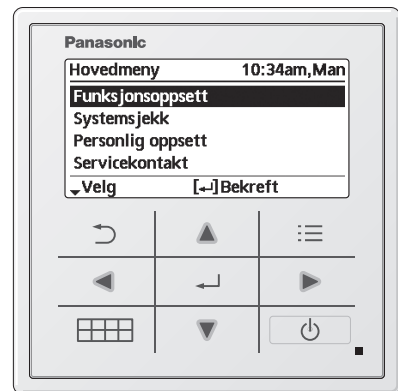 Panasonic
Hovedmeny 10:34am,Man
Funksjonsoppsett
Systemsjekk
Personlig oppsett
Servicekontakt
Velg [↵]Bekreft